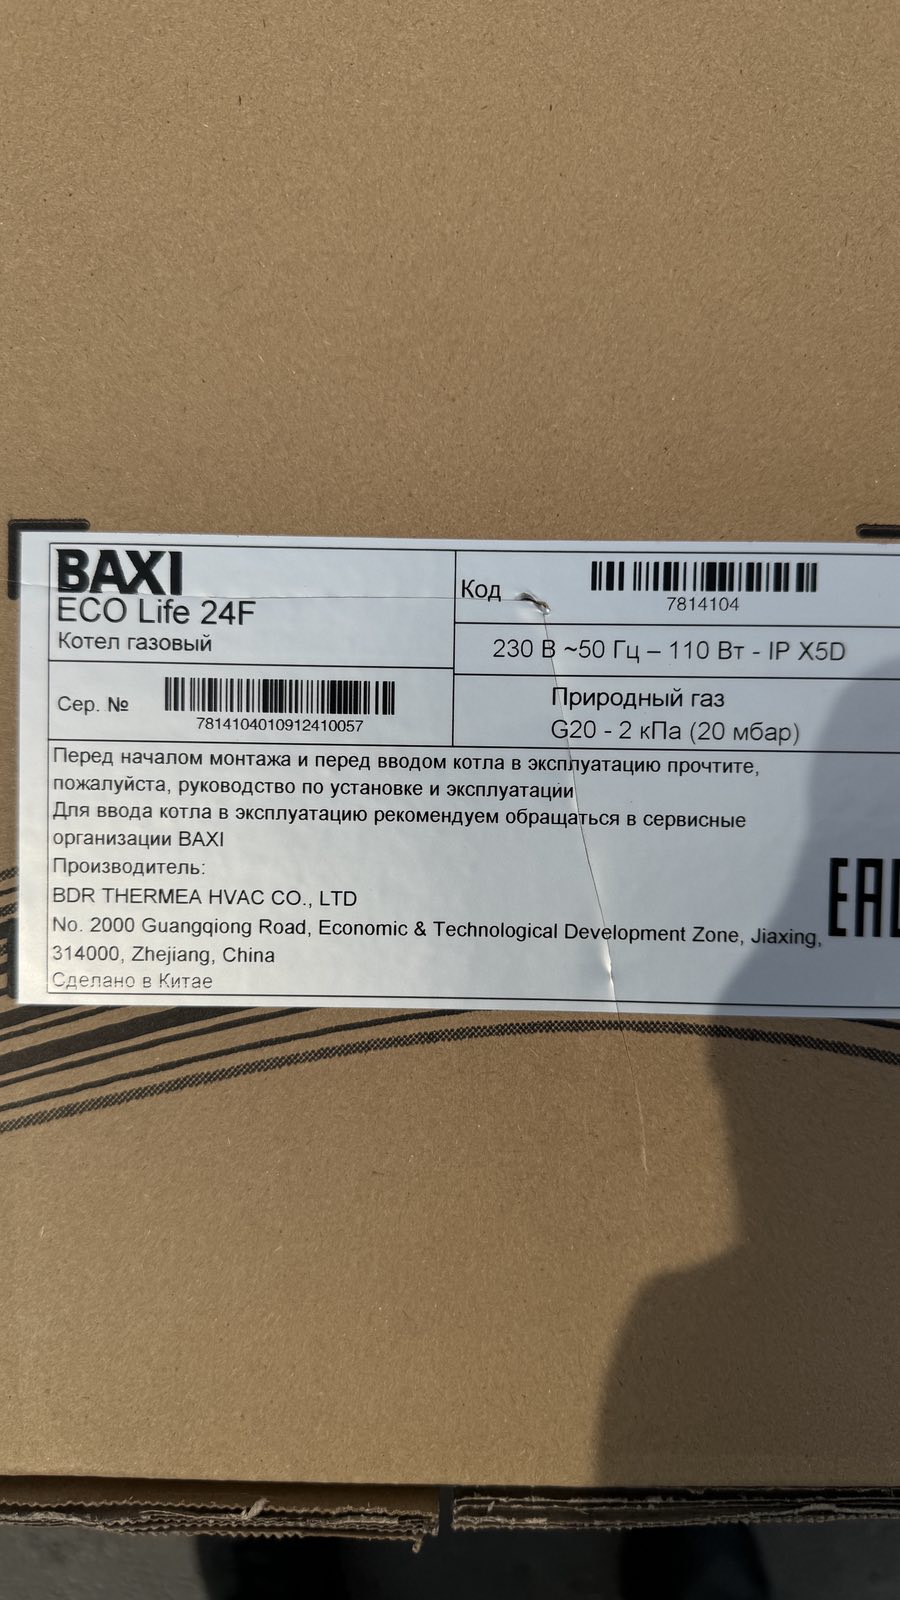 BAXI
ECO Life 24F
Котел газовый
Сер. №
7814104010912410057
Код
7814104
230 В ~50 Гц – 110 Вт - IP X5D
Природный газ
G20 - 2 кПа (20 мбар)
Перед началом монтажа и перед вводом котла в эксплуатацию прочтите,
пожалуйста, руководство по установке и эксплуатации
Для ввода котла в эксплуатацию рекомендуем обращаться в сервисные
организации BAXI
Производитель:
BDR THERMEA HVAC CO., LTD
No. 2000 Guangqiong Road, Economic & Technological Development Zone, Jiaxing,
314000, Zhejiang, China
Сделано в Китае
EAC